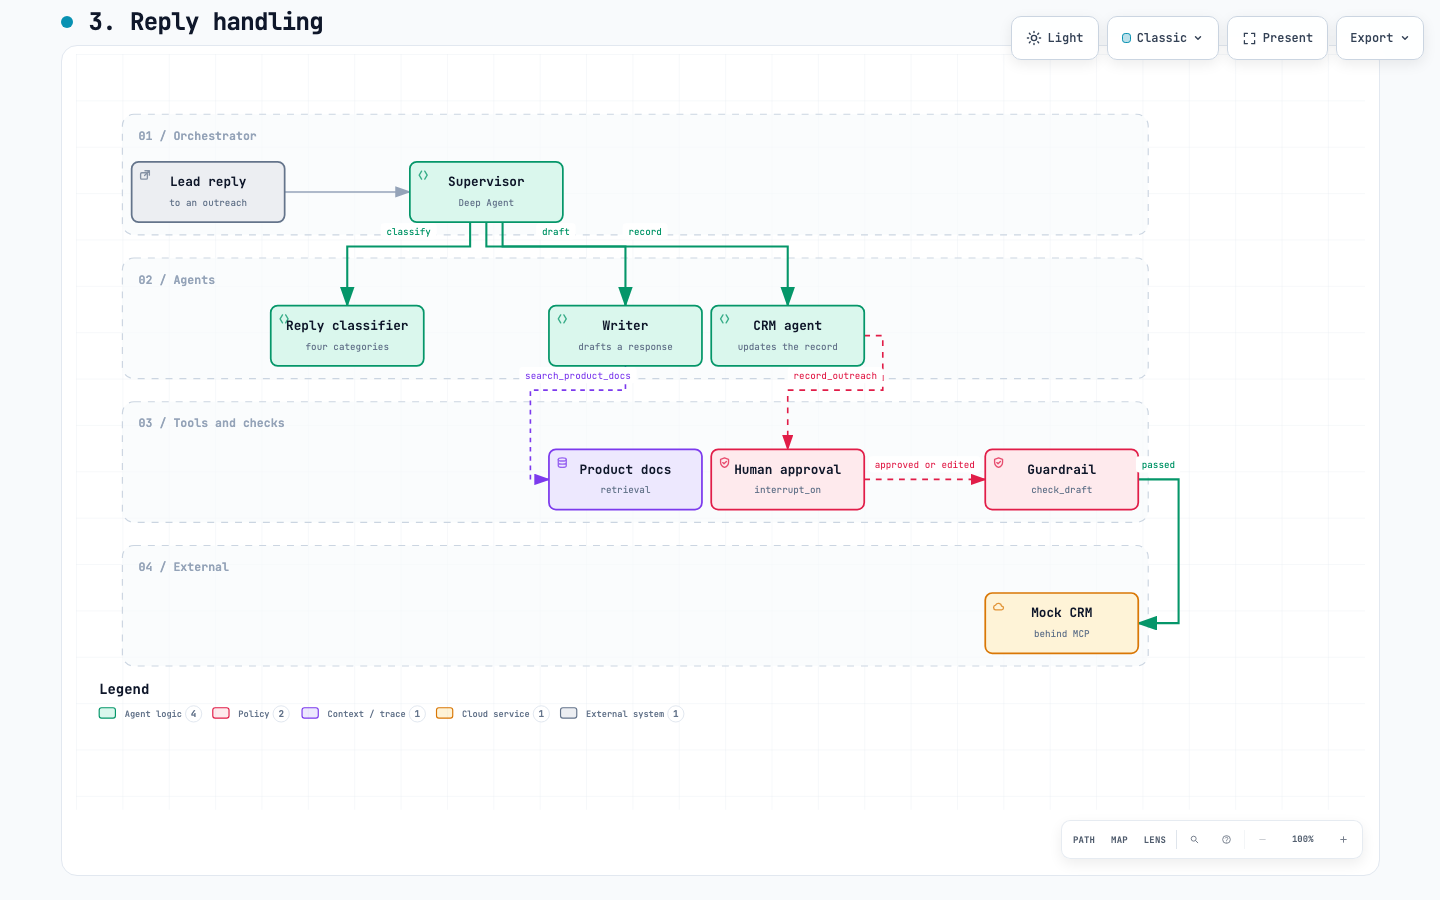 3. Reply handling
Light
Classic
Present
Export
01 / Orchestrator
Lead reply
to an outreach
Supervisor
Deep Agent
classify
draft
record
02 / Agents
Reply classifier
four categories
Writer
drafts a response
CRM agent
updates the record
search_product_docs
record_outreach
03 / Tools and checks
Product docs
retrieval
Human approval
interrupt_on
approved or edited
Guardrail
check_draft
passed
04 / External
Mock CRM
behind MCP
Legend
Agent logic 4
Policy 2
Context / trace 1
Cloud service 1
External system 1
PATH
MAP
LENS
100%